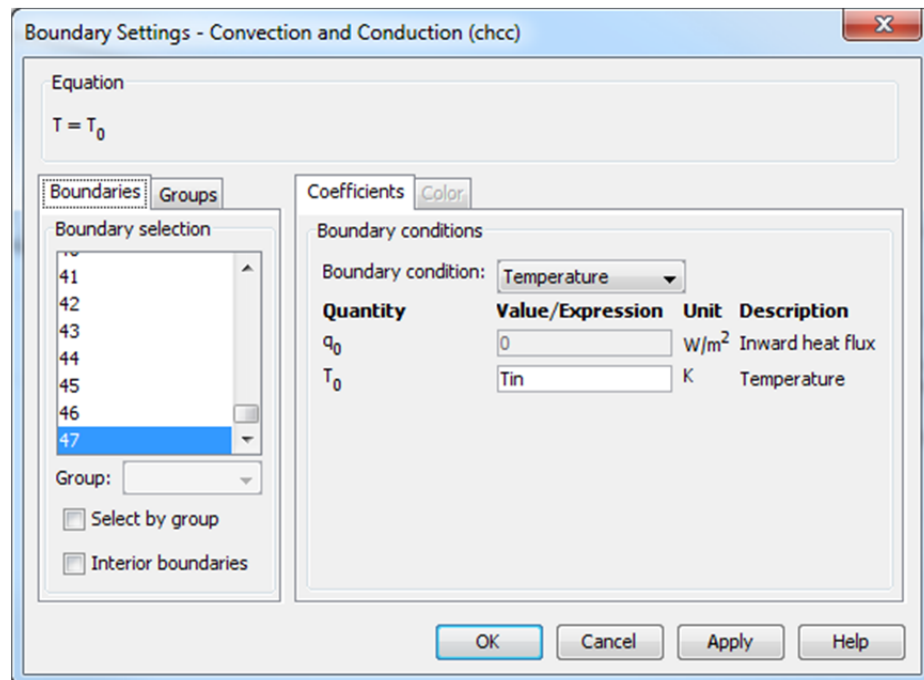 Boundary Settings - Convection and Conduction (chcc)
Equation
T = T0
Boundaries Groups
Boundary selection
41
42
43
44
45
46
47
Group:
Select by group
Interior boundaries
Coefficients Color
Boundary conditions
Boundary condition: Temperature
Quantity Value/Expression Unit Description
q0 0 W/m2 Inward heat flux
T0 Tin K Temperature
OK Cancel Apply Help